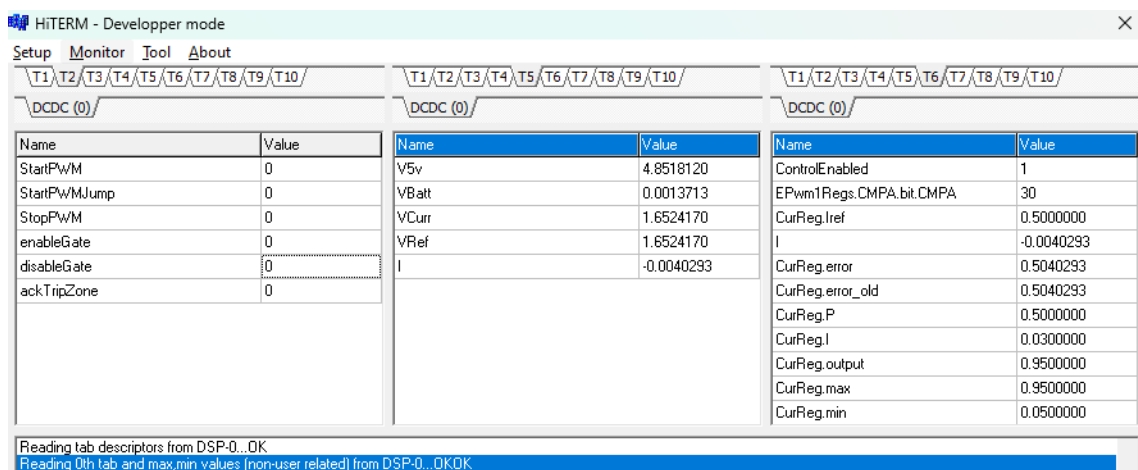 HiTERM - Developper mode
Setup Monitor Tool About
T1 T2 T3 T4 T5 T6 T7 T8 T9 T10
DCDC (0)
Name Value
StartPWM 0
StartPWMJump 0
StopPWM 0
enableGate 0
disableGate 0
ackTripZone 0
T1 T2 T3 T4 T5 T6 T7 T8 T9 T10
DCDC (0)
Name Value
V5v 4.8518120
VBatt 0.0013713
VCurr 1.6524170
VRef 1.6524170
I -0.0040293
T1 T2 T3 T4 T5 T6 T7 T8 T9 T10
DCDC (0)
Name Value
ControlEnabled 1
EPwm1Regs.CMPA.bit.CMPA 30
CurReg.Iref 0.5000000
I -0.0040293
CurReg.error 0.5040293
CurReg.error_old 0.5040293
CurReg.P 0.5000000
CurReg.I 0.0300000
CurReg.output 0.9500000
CurReg.max 0.9500000
CurReg.min 0.0500000
Reading tab descriptors from DSP-0...OK
Reading 0th tab and max,min values (non-user related) from DSP-0...OKOK